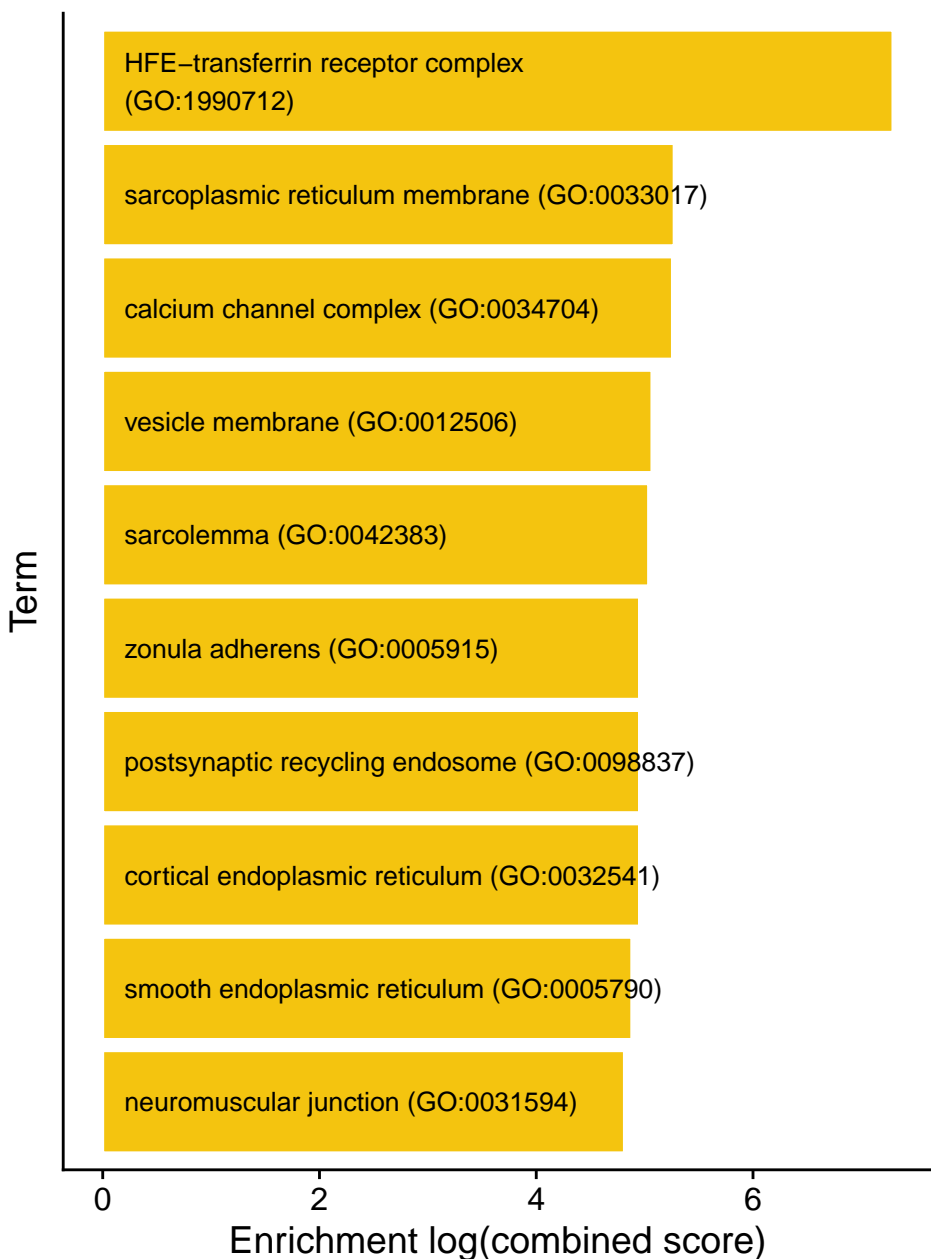 HFE−transferrin receptor complex
(GO:1990712)
sarcoplasmic reticulum membrane (GO:0033017)
calcium channel complex (GO:0034704)
vesicle membrane (GO:0012506)
sarcolemma (GO:0042383)
zonula adherens (GO:0005915)
postsynaptic recycling endosome (GO:0098837)
cortical endoplasmic reticulum (GO:0032541)
smooth endoplasmic reticulum (GO:0005790)
neuromuscular junction (GO:0031594)
Term
0 2 4 6
Enrichment log(combined score)